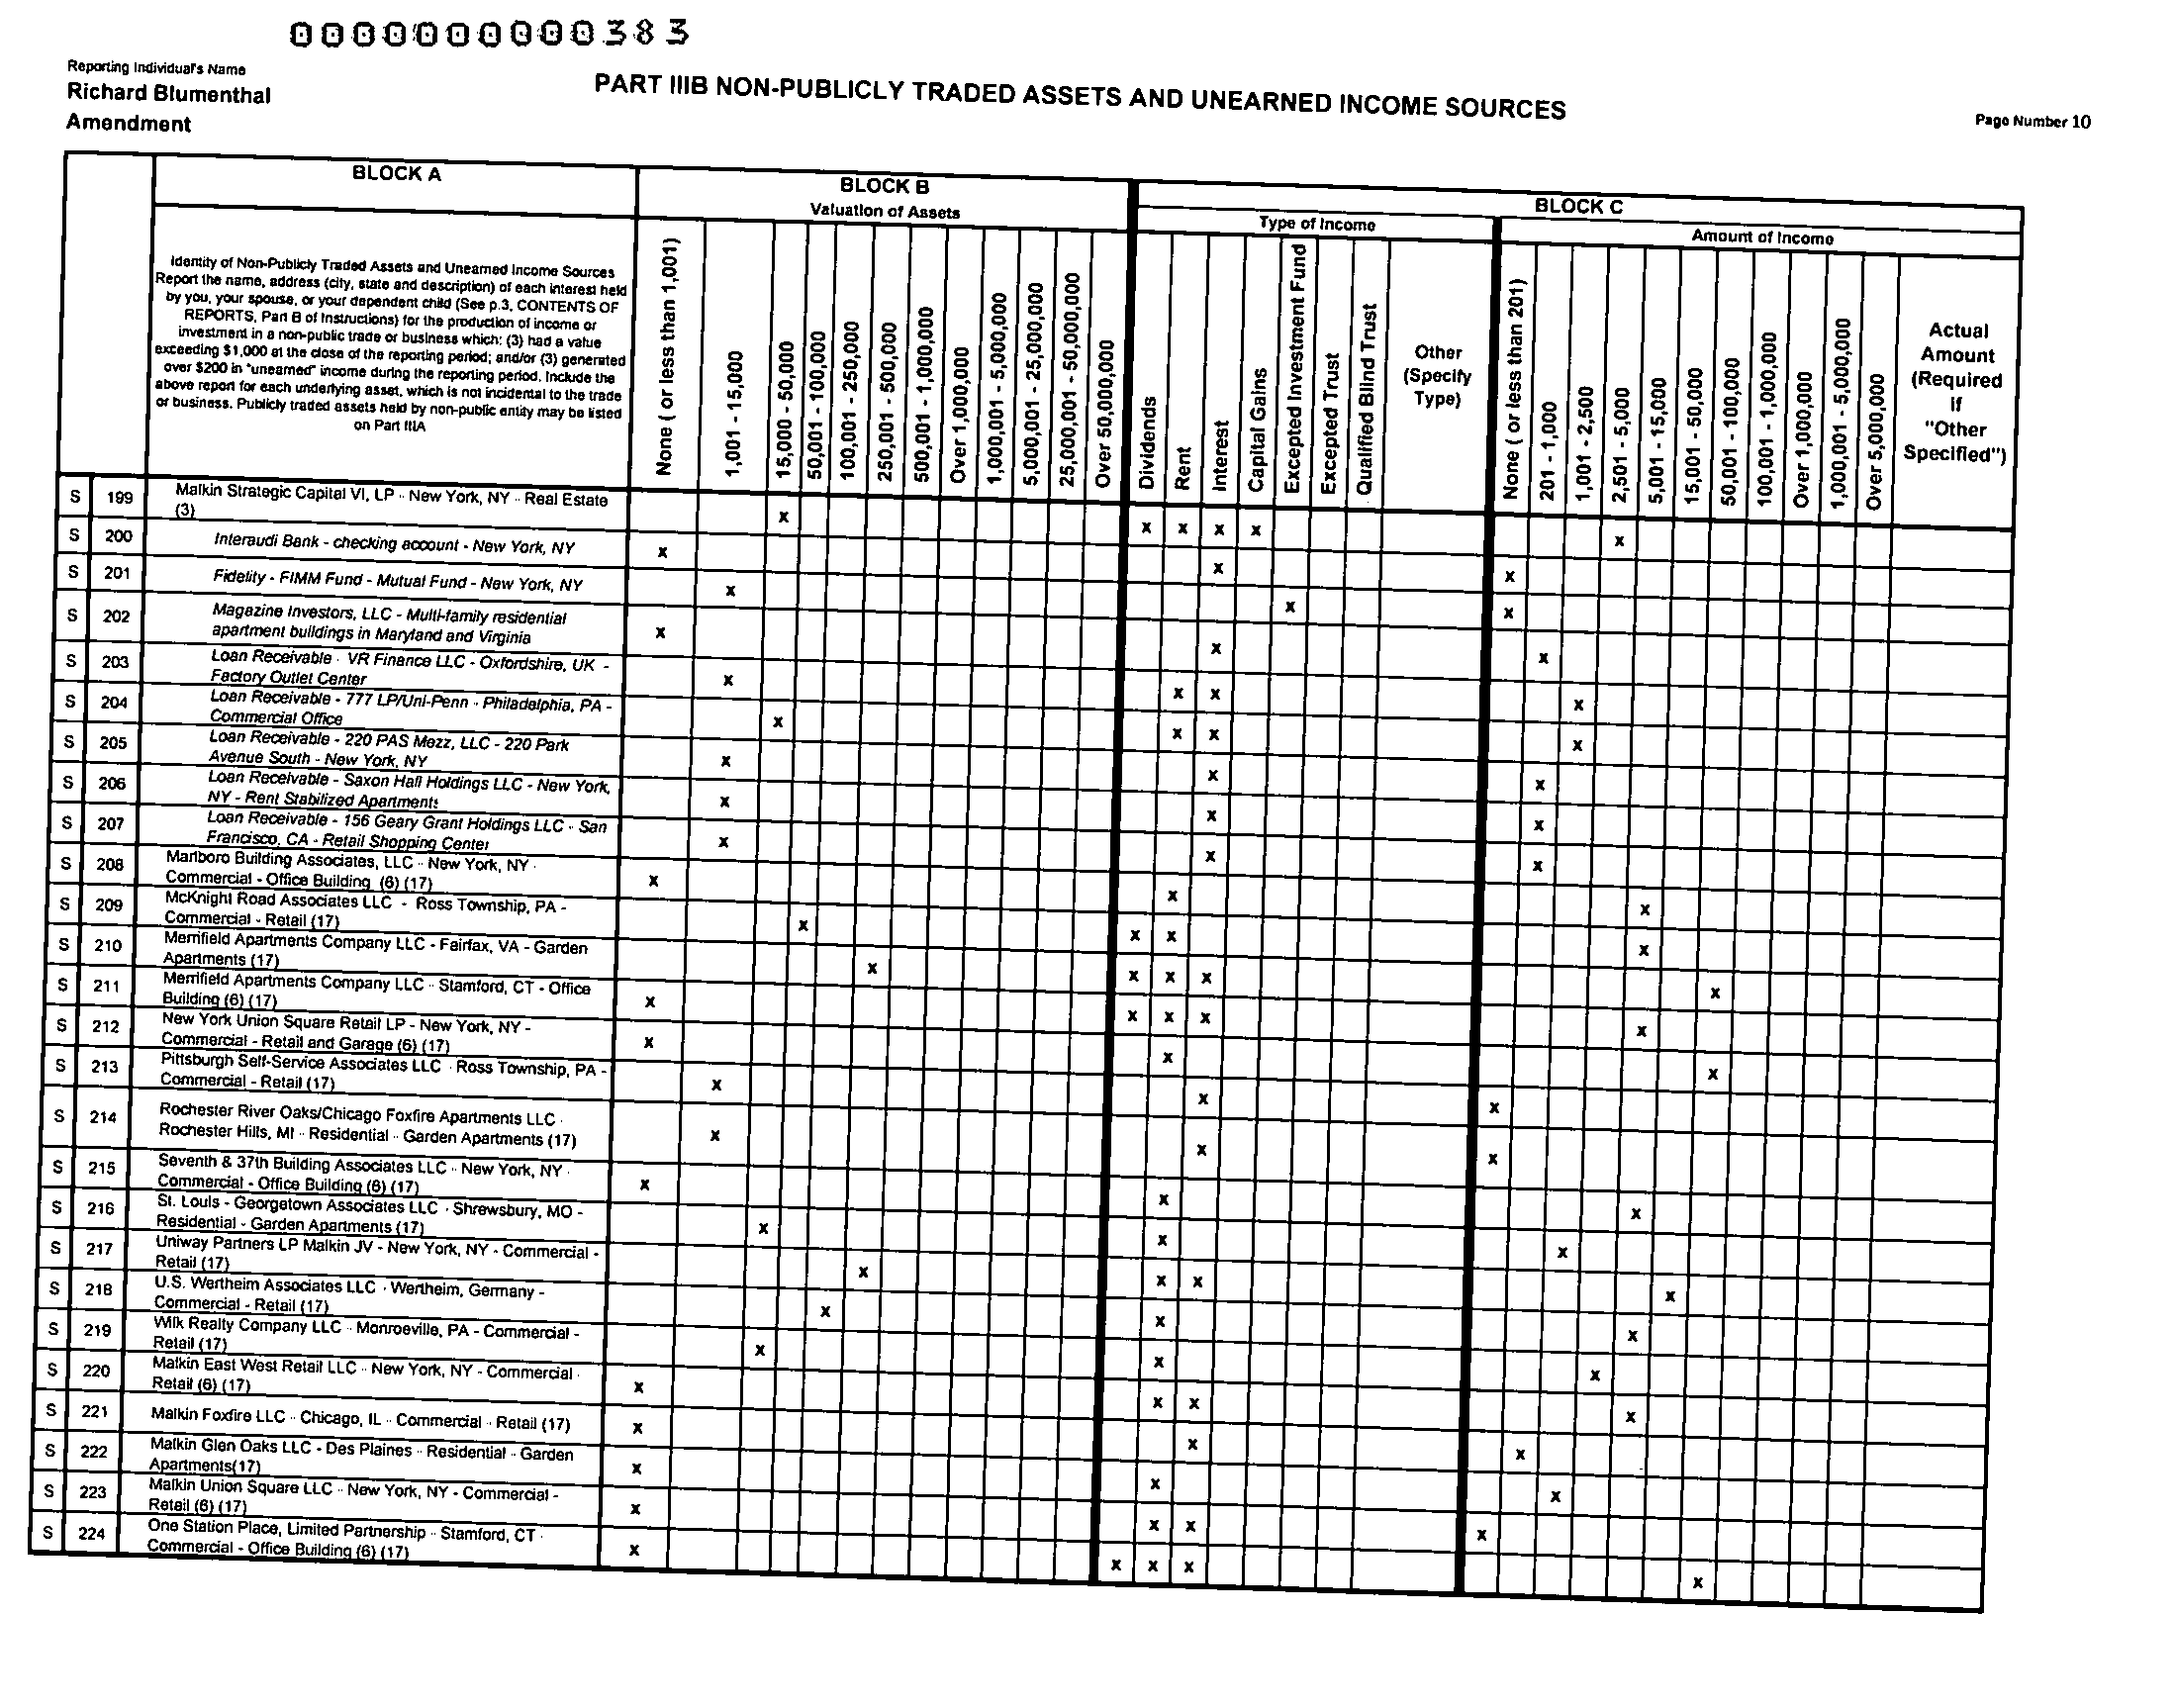 0000000000383
Reporting Individual's Name
Richard Blumenthal
Amendment
PART IIIB NON-PUBLICLY TRADED ASSETS AND UNEARNED INCOME SOURCES
Page Number 10
BLOCK A
BLOCK B
Valuation of Assets
BLOCK C
Type of Income
Amount of Income
Identity of Non-Publicly Traded Assets and Unearned Income Sources
Report the name, address (city, state and description) of each interest held
by you, your spouse, or your dependent child (See p.3, CONTENTS OF
REPORTS, Part B of Instructions) for the production of income or
investment in a non-public trade or business which: (3) had a value
exceeding $1,000 at the close of the reporting period; and/or (3) generated
over $200 in "unearned" income during the reporting period. Include the
above report for each underlying asset, which is not incidental to the trade
or business. Publicly traded assets held by non-public entity may be listed
on Part IIIA
None ( or less than 1,001)
1,001 - 15,000
15,000 - 50,000
50,001 - 100,000
100,001 - 250,000
250,001 - 500,000
500,001 - 1,000,000
Over 1,000,000
1,000,001 - 5,000,000
5,000,001 - 25,000,000
25,000,001 - 50,000,000
Over 50,000,000
Dividends
Rent
Interest
Capital Gains
Excepted Investment Fund
Excepted Trust
Qualified Blind Trust
Other
(Specify
Type)
None ( or less than 201)
201 - 1,000
1,001 - 2,500
2,501 - 5,000
5,001 - 15,000
15,001 - 50,000
50,001 - 100,000
100,001 - 1,000,000
Over 1,000,000
1,000,001 - 5,000,000
Over 5,000,000
Actual
Amount
(Required
if
"Other
Specified")
S 199 Malkin Strategic Capital VI, LP - New York, NY - Real Estate
(3) x x x x x x
S 200 Interaudi Bank - checking account - New York, NY x x x
S 201 Fidelity - FIMM Fund - Mutual Fund - New York, NY x x x
S 202 Magazine Investors, LLC - Multi-family residential
apartment buildings in Maryland and Virginia x x x
S 203 Loan Receivable - VR Finance LLC - Oxfordshire, UK -
Factory Outlet Center x x x x
S 204 Loan Receivable - 777 LP/Uni-Penn - Philadelphia, PA -
Commercial Office x x x x
S 205 Loan Receivable - 220 PAS Mezz, LLC - 220 Park
Avenue South - New York, NY x x x
S 206 Loan Receivable - Saxon Hall Holdings LLC - New York,
NY - Rent Stabilized Apartments x x x
S 207 Loan Receivable - 156 Geary Grant Holdings LLC - San
Francisco, CA - Retail Shopping Center x x x
S 208 Marlboro Building Associates, LLC - New York, NY -
Commercial - Office Building (6) (17) x x x
S 209 McKnight Road Associates LLC - Ross Township, PA -
Commercial - Retail (17) x x x x
S 210 Merrifield Apartments Company LLC - Fairfax, VA - Garden
Apartments (17) x x x x x
S 211 Merrifield Apartments Company LLC - Stamford, CT - Office
Building (6) (17) x x x x x
S 212 New York Union Square Retail LP - New York, NY -
Commercial - Retail and Garage (6) (17) x x x
S 213 Pittsburgh Self-Service Associates LLC - Ross Township, PA -
Commercial - Retail (17) x x x
S 214 Rochester River Oaks/Chicago Foxfire Apartments LLC -
Rochester Hills, MI - Residential - Garden Apartments (17) x x x
S 215 Seventh & 37th Building Associates LLC - New York, NY -
Commercial - Office Building (6) (17) x x x
S 216 St. Louis - Georgetown Associates LLC - Shrewsbury, MO -
Residential - Garden Apartments (17) x x x
S 217 Uniway Partners LP Malkin JV - New York, NY - Commercial -
Retail (17) x x x x
S 218 U.S. Wertheim Associates LLC - Wertheim, Germany -
Commercial - Retail (17) x x x
S 219 Wilk Realty Company LLC - Monroeville, PA - Commercial -
Retail (17) x x x
S 220 Malkin East West Retail LLC - New York, NY - Commercial -
Retail (6) (17) x x x x
S 221 Malkin Foxfire LLC - Chicago, IL - Commercial - Retail (17) x x x
S 222 Malkin Glen Oaks LLC - Des Plaines - Residential - Garden
Apartments(17) x x x
S 223 Malkin Union Square LLC - New York, NY - Commercial -
Retail (6) (17) x x x x
S 224 One Station Place, Limited Partnership - Stamford, CT -
Commercial - Office Building (6) (17) x x x x x